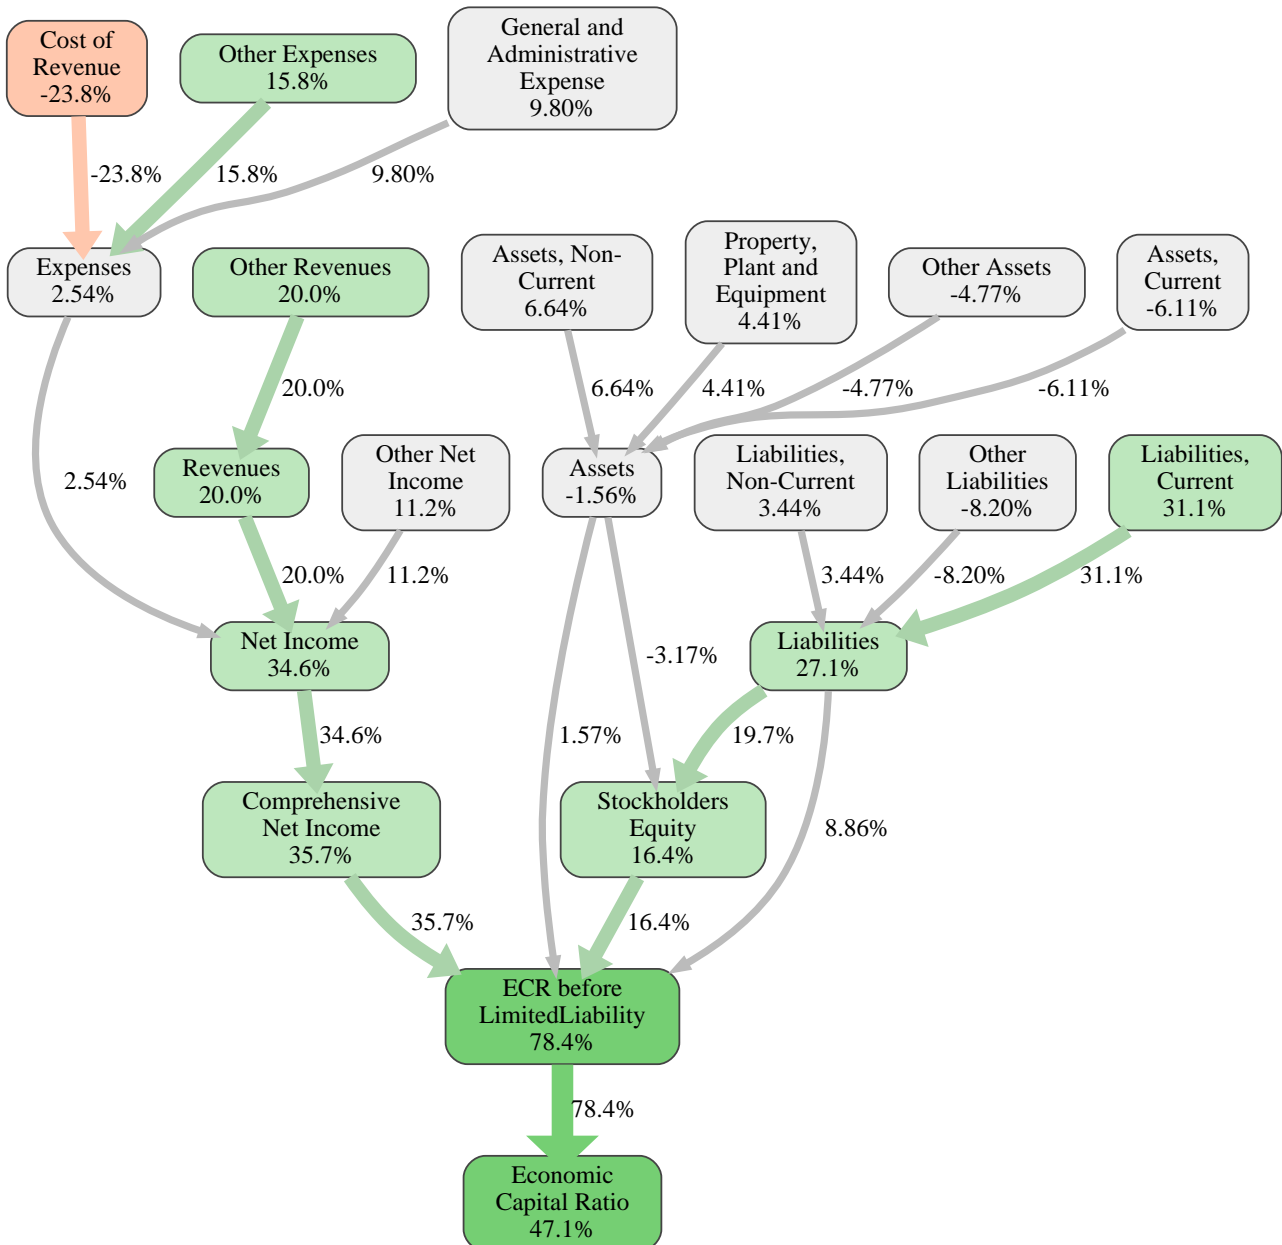 Cost of
Revenue
-23.8%
Other Expenses
15.8%
General and
Administrative
Expense
9.80%
-23.8%
15.8%
9.80%
Expenses
2.54%
Other Revenues
20.0%
Assets, Non-
Current
6.64%
Property,
Plant and
Equipment
4.41%
Other Assets
-4.77%
Assets,
Current
-6.11%
20.0%
6.64%
4.41%
-4.77%
-6.11%
2.54%
Revenues
20.0%
Other Net
Income
11.2%
Assets
-1.56%
Liabilities,
Non-Current
3.44%
Other
Liabilities
-8.20%
Liabilities,
Current
31.1%
20.0%
11.2%
3.44%
-8.20%
31.1%
Net Income
34.6%
-3.17%
Liabilities
27.1%
34.6%
1.57%
19.7%
Comprehensive
Net Income
35.7%
Stockholders
Equity
16.4%
8.86%
35.7%
16.4%
ECR before
LimitedLiability
78.4%
78.4%
Economic
Capital Ratio
47.1%